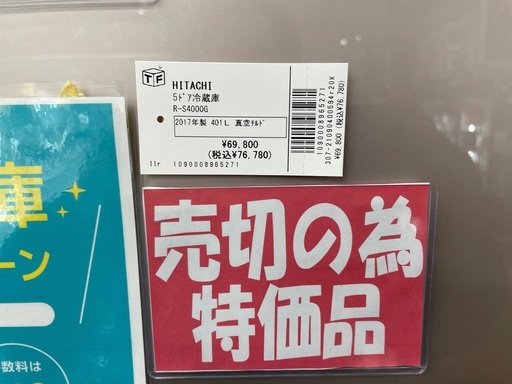 TF
HITACHI
5ﾄﾞｱ冷蔵庫
R-S4000G
2017年製 401L 真空ﾁﾙﾄﾞ
¥69,800
(税込¥76,780)
11r
1090008965271
1090008965271
307-21090400594r20K
¥69,800 (税込¥76,780)
庫
ーン
数料は
売切の為
特価品